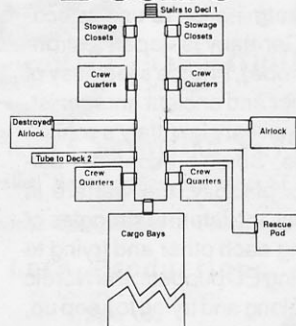 Stairs to Decl 1
Stowage
Closets
Stowage
Closets
Crew
Quarters
Crew
Quarters
Destroyed
Airlock
Airlock
Tube to Deck 2
Crew
Quarters
Crew
Quarters
Rescue
Pod
Cargo Bays